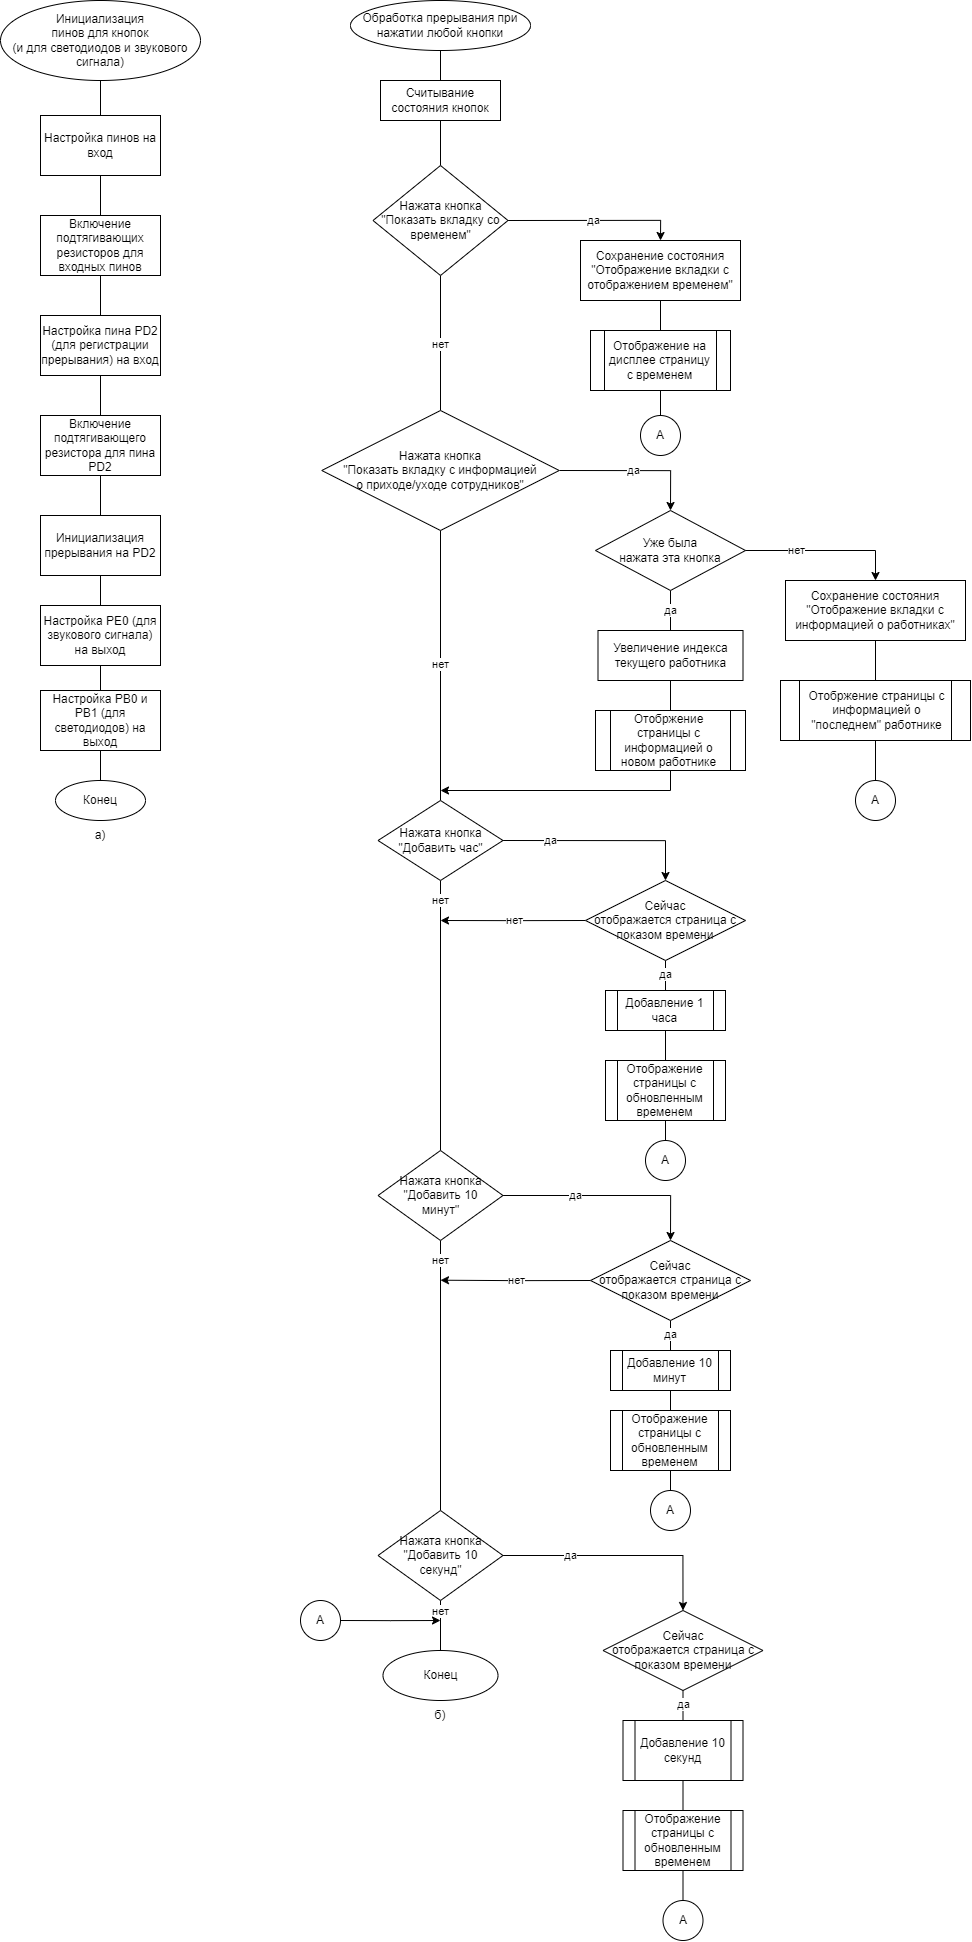 Инициализация
пинов для кнопок
(и для светодиодов и звукового
сигнала)
Настройка пинов на
вход
Включение
подтягивающих
резисторов для
входных пинов
Настройка пина PD2
(для регистрации
прерывания) на вход
Включение
подтягивающего
резистора для пина
PD2
Инициализация
прерывания на PD2
Настройка PE0 (для
звукового сигнала)
на выход
Настройка PB0 и
PB1 (для
светодиодов) на
выход
Конец
а)
Обработка прерывания при
нажатии любой кнопки
Считывание
состояния кнопок
Нажата кнопка
"Показать вкладку со
временем"
да
Сохранение состояния
"Отображение вкладки с
отображением временем"
Отображение на
дисплее страницу
с временем
А
нет
Нажата кнопка
"Показать вкладку с информацией
о приходе/уходе сотрудников"
да
Уже была
нажата эта кнопка
нет
Сохранение состояния
"Отображение вкладки с
информацией о работниках"
Отобржение страницы с
информацией о
"последнем" работнике
А
да
Увеличение индекса
текущего работника
Отобржение
страницы с
информацией о
новом работнике
нет
Нажата кнопка
"Добавить час"
да
Сейчас
отображается страница с
показом времени
нет
нет
да
Добавление 1
часа
Отображение
страницы с
обновленным
временем
А
Нажата кнопка
"Добавить 10
минут"
да
Сейчас
отображается страница с
показом времени
нет
нет
да
Добавление 10
минут
Отображение
страницы с
обновленным
временем
А
Нажата кнопка
"Добавить 10
секунд"
да
Сейчас
отображается страница с
показом времени
нет
А
Конец
б)
да
Добавление 10
секунд
Отображение
страницы с
обновленным
временем
А